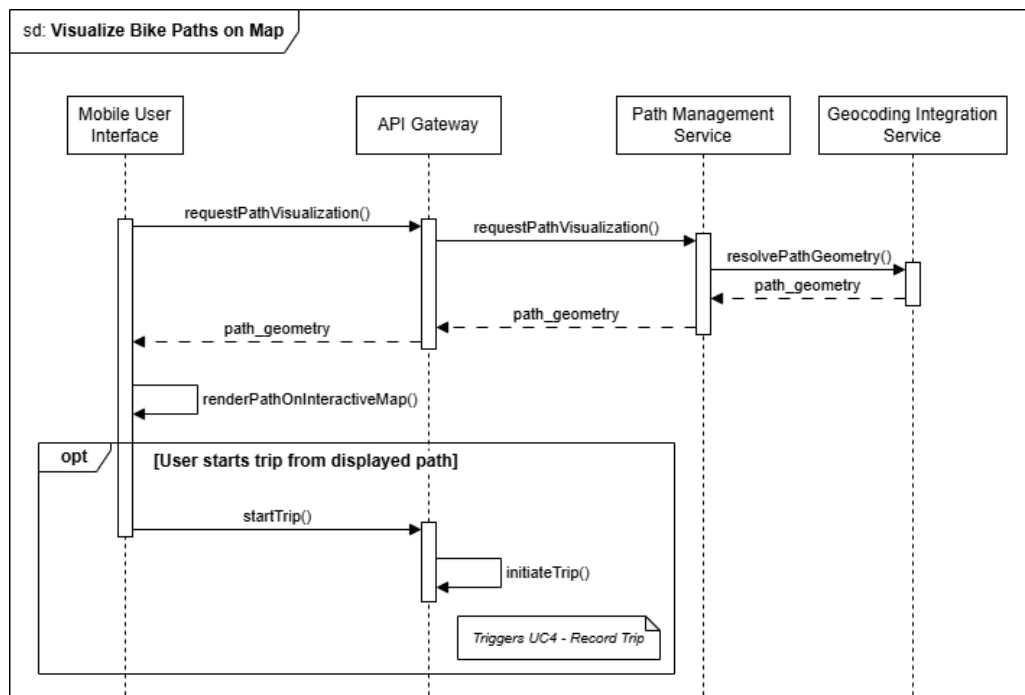 sd: Visualize Bike Paths on Map
Mobile User
Interface
API Gateway
Path Management
Service
Geocoding Integration
Service
requestPathVisualization()
requestPathVisualization()
resolvePathGeometry()
path_geometry
path_geometry
path_geometry
renderPathOnInteractiveMap()
opt
[User starts trip from displayed path]
startTrip()
initiateTrip()
Triggers UC4 - Record Trip